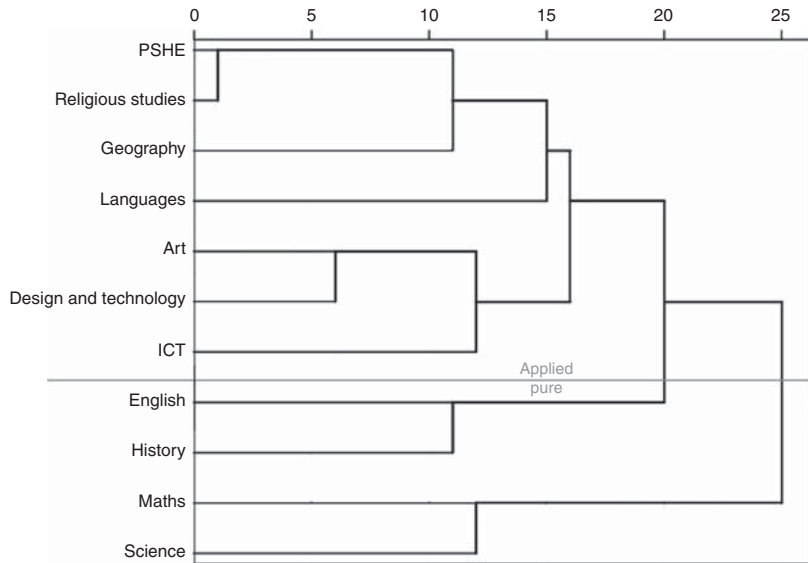 0 5 10 15 20 25
PSHE
Religious studies
Geography
Languages
Art
Design and technology
ICT
Applied
pure
English
History
Maths
Science